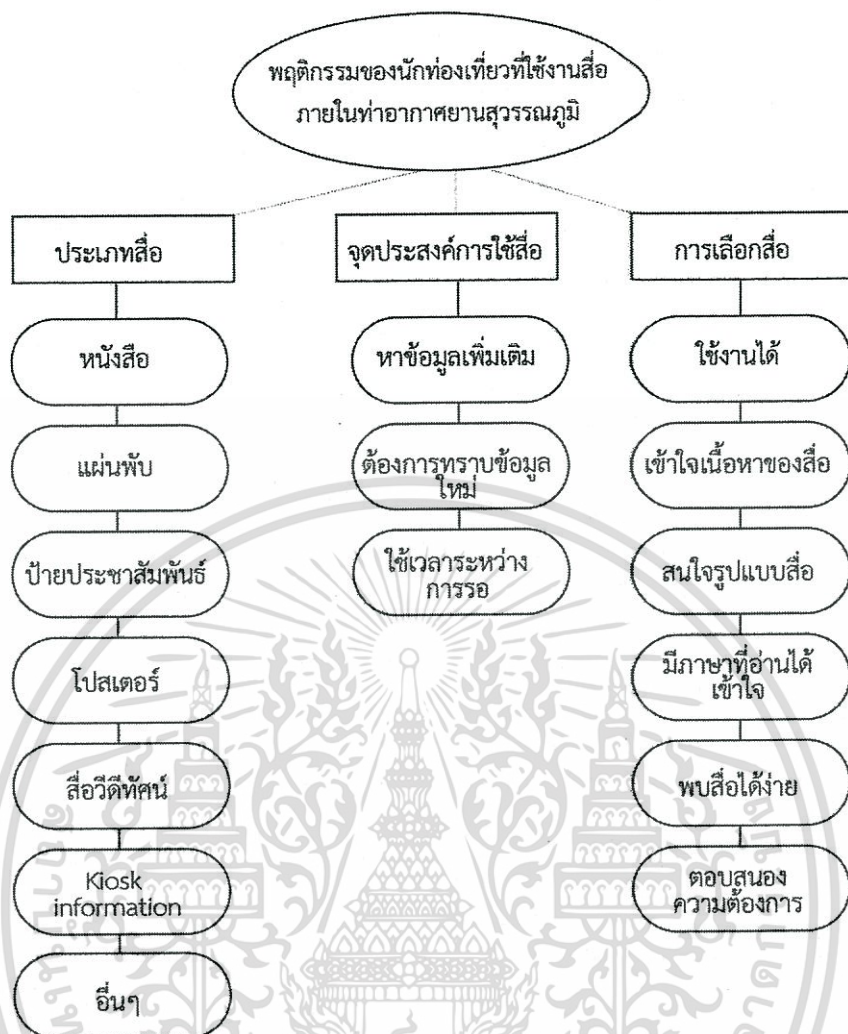 พฤติกรรมของนักท่องเที่ยวที่ใช้งานสื่อ
ภายในท่าอากาศยานสุวรรณภูมิ
ประเภทสื่อ
หนังสือ
แผ่นพับ
ป้ายประชาสัมพันธ์
โปสเตอร์
สื่อวีดีทัศน์
Kiosk
information
อื่นๆ
จุดประสงค์การใช้สื่อ
หาข้อมูลเพิ่มเติม
ต้องการทราบข้อมูล
ใหม่
ใช้เวลาระหว่าง
การรอ
การเลือกสื่อ
ใช้งานได้
เข้าใจเนื้อหาของสื่อ
สนใจรูปแบบสื่อ
มีภาษาที่อ่านได้
เข้าใจ
พบสื่อได้ง่าย
ตอบสนอง
ความต้องการ